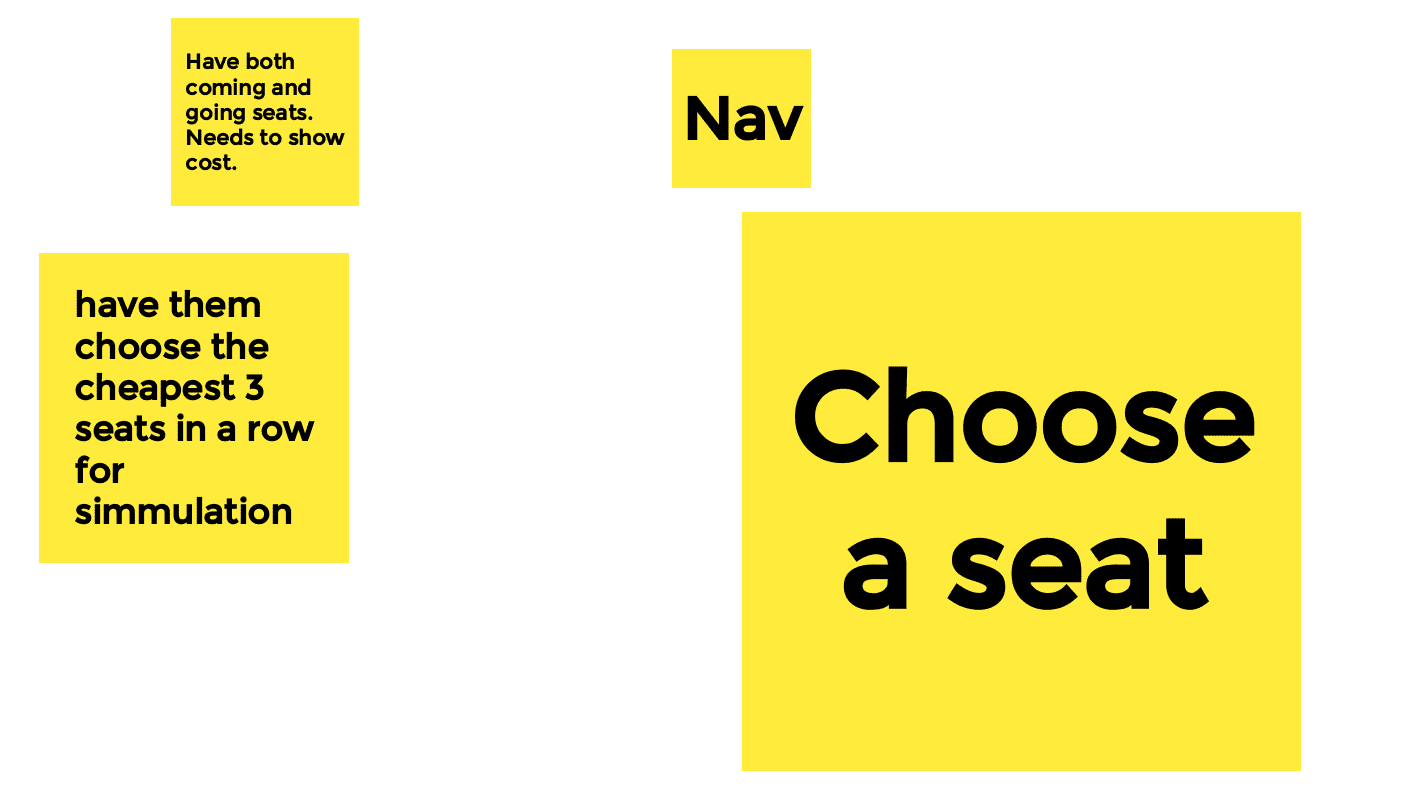 Have both
coming and
going seats.
Needs to show
cost.
Nav
have them
choose the
cheapest 3
seats in a row
for
simmulation
Choose
a seat